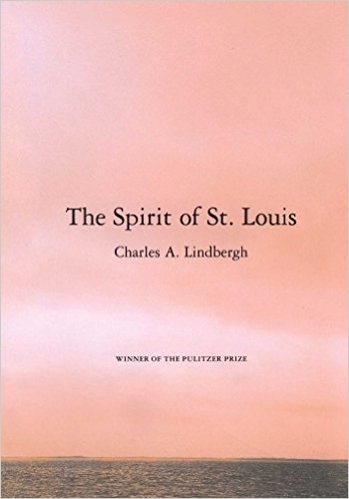 The Spirit of St. Louis
Charles A. Lindbergh
WINNER OF THE PULITZER PRIZE